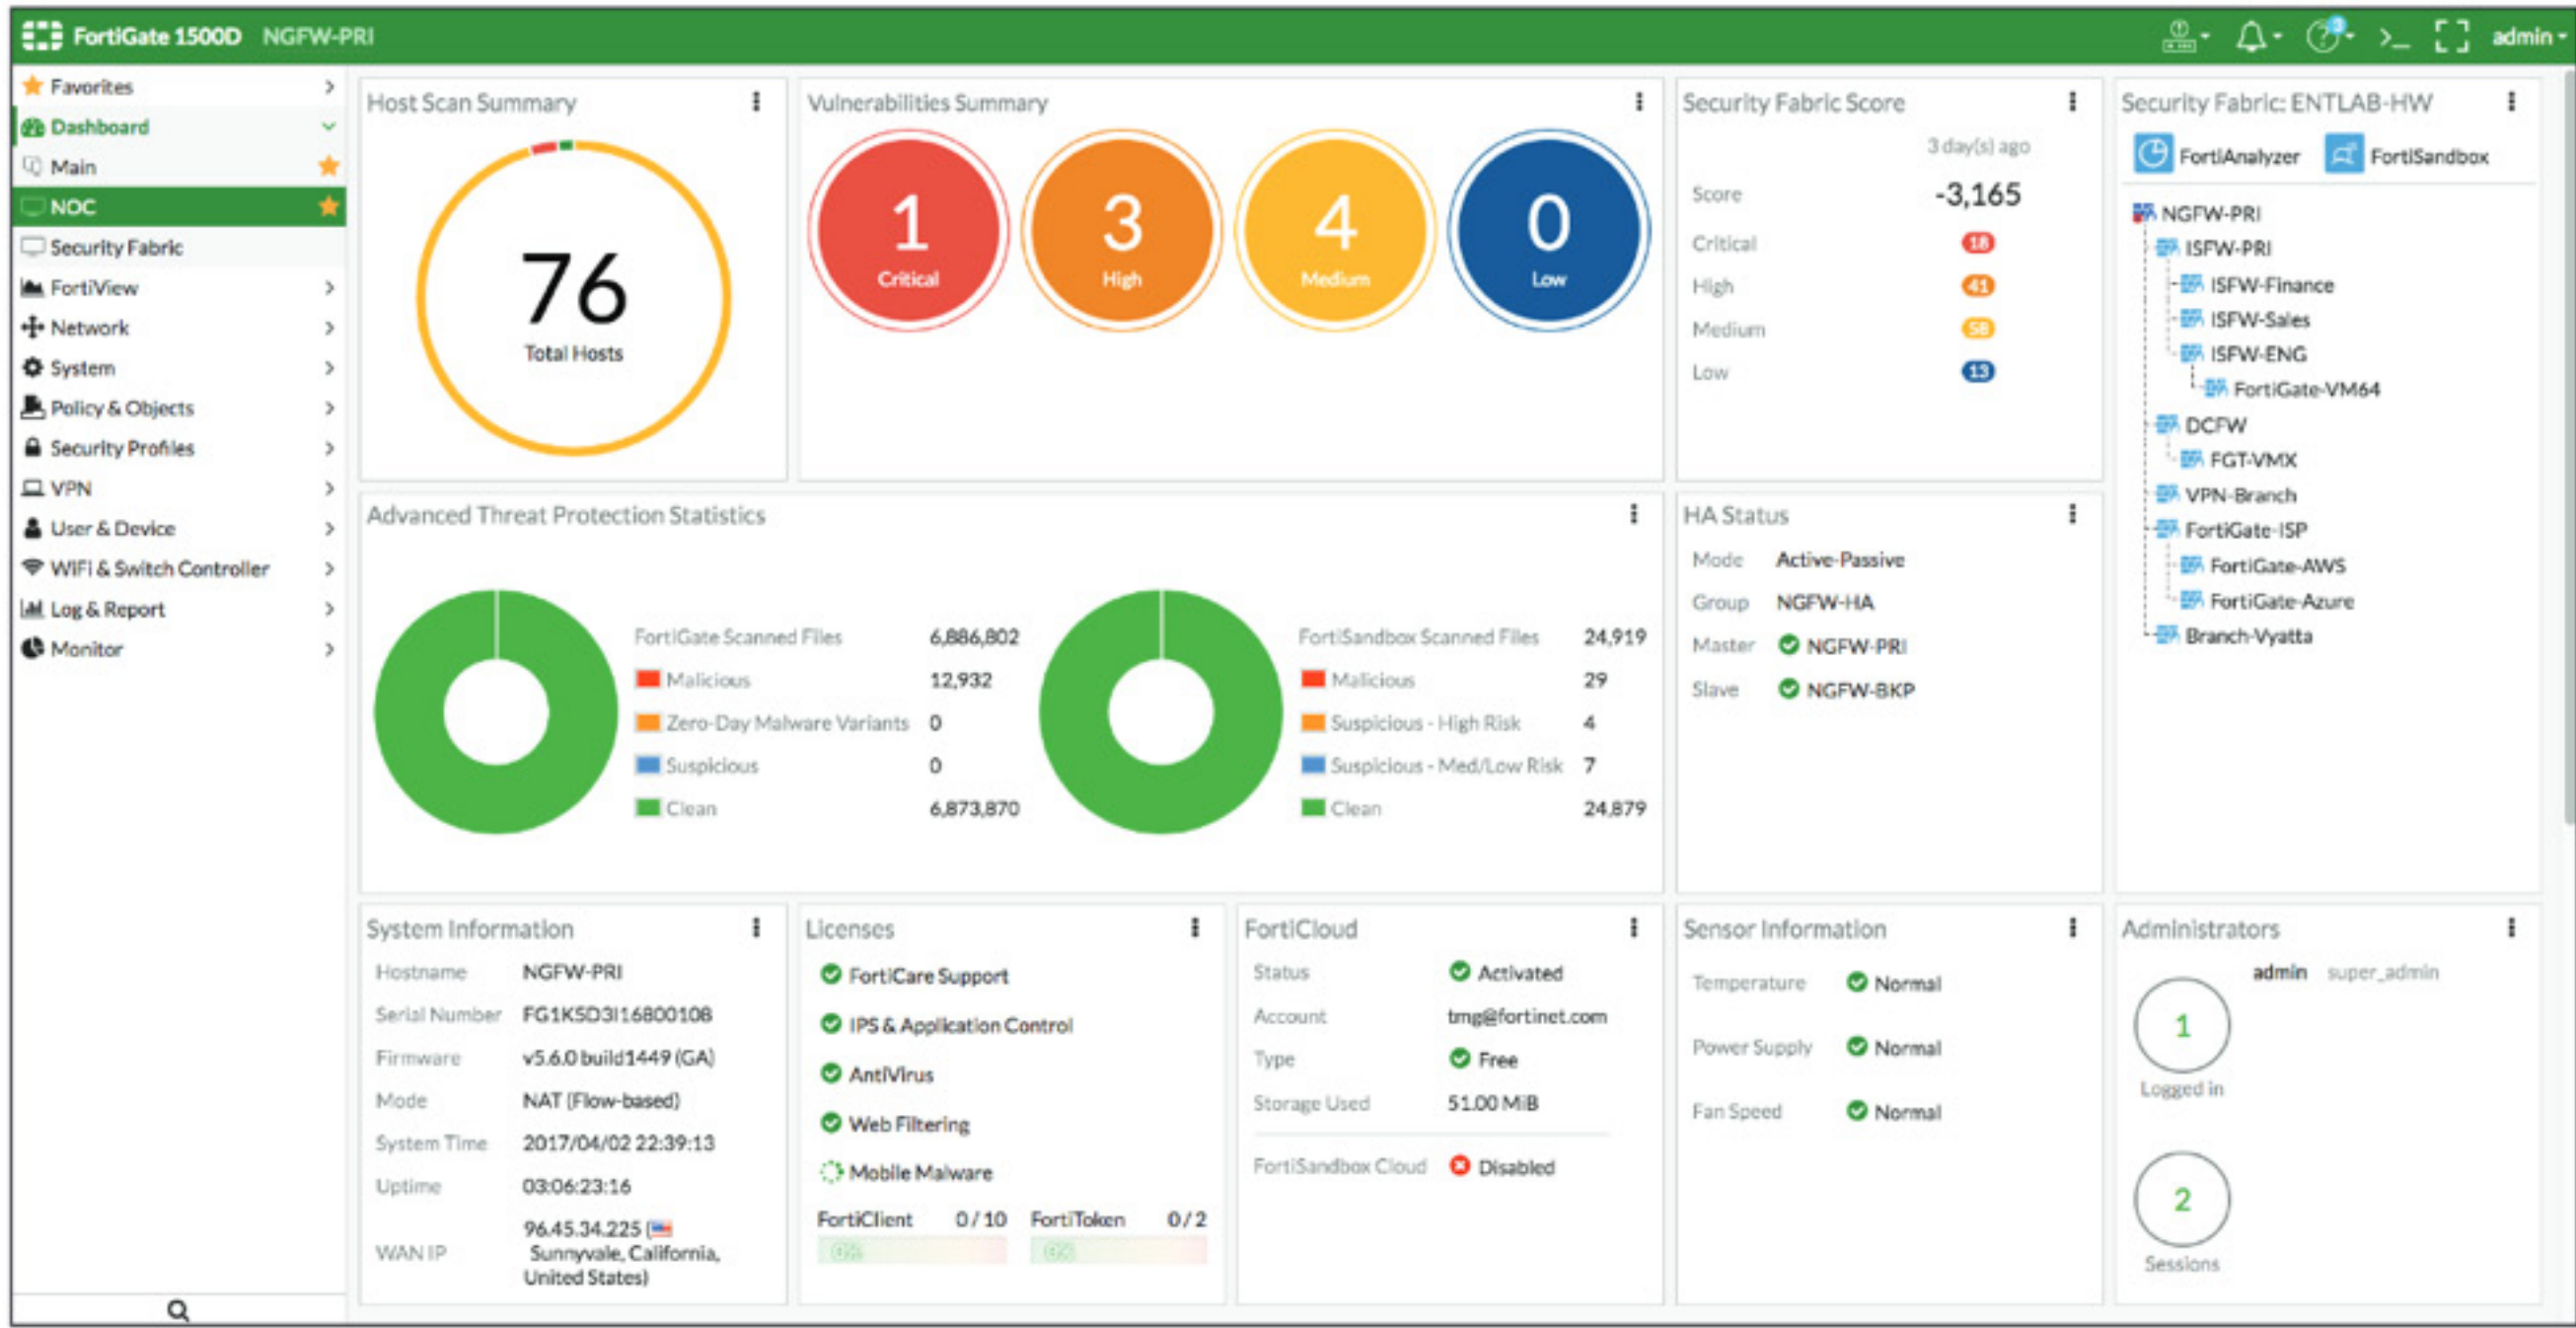 FortiGate 1500D NGFW-PRI
3
>_
admin
Favorites
Dashboard
Main
NOC
Security Fabric
FortiView
Network
System
Policy & Objects
Security Profiles
VPN
User & Device
WiFi & Switch Controller
Log & Report
Monitor
Host Scan Summary
76
Total Hosts
Vulnerabilities Summary
1
Critical
3
High
4
Medium
0
Low
Security Fabric Score
3 day(s) ago
Score -3,165
Critical 18
High 41
Medium 58
Low 13
Security Fabric: ENTLAB-HW
FortiAnalyzer FortiSandbox
NGFW-PRI
ISFW-PRI
ISFW-Finance
ISFW-Sales
ISFW-ENG
FortiGate-VM64
DCFW
FGT-VMX
VPN-Branch
FortiGate-ISP
FortiGate-AWS
FortiGate-Azure
Branch-Vyatta
Advanced Threat Protection Statistics
FortiGate Scanned Files 6,886,802
Malicious 12,932
Zero-Day Malware Variants 0
Suspicious 0
Clean 6,873,870
FortiSandbox Scanned Files 24,919
Malicious 29
Suspicious - High Risk 4
Suspicious - Med/Low Risk 7
Clean 24,879
HA Status
Mode Active-Passive
Group NGFW-HA
Master NGFW-PRI
Slave NGFW-BKP
System Information
Hostname NGFW-PRI
Serial Number FG1K5D3I16800108
Firmware v5.6.0 build1449 (GA)
Mode NAT (Flow-based)
System Time 2017/04/02 22:39:13
Uptime 03:06:23:16
WAN IP 96.45.34.225 (
Sunnyvale, California,
United States)
Licenses
FortiCare Support
IPS & Application Control
AntiVirus
Web Filtering
Mobile Malware
FortiClient 0 / 10 FortiToken 0 / 2
0% 0%
FortiCloud
Status Activated
Account tmg@fortinet.com
Type Free
Storage Used 51.00 MiB
FortiSandbox Cloud Disabled
Sensor Information
Temperature Normal
Power Supply Normal
Fan Speed Normal
Administrators
admin super_admin
1
Logged in
2
Sessions